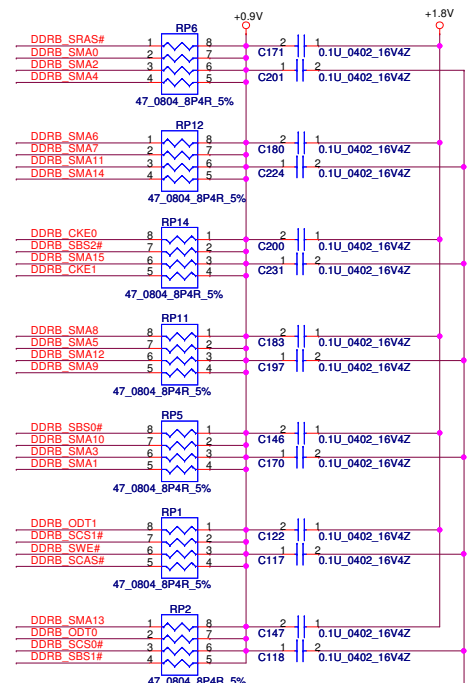 +0.9V +1.8V
RP6
DDRB_SRAS# 1 8 2 1
DDRB_SMA0 2 7 C171 0.1U_0402_16V4Z
DDRB_SMA2 3 6 1 2
DDRB_SMA4 4 5 C201 0.1U_0402_16V4Z
47_0804_8P4R_5%
RP12
DDRB_SMA6 1 8 2 1
DDRB_SMA7 2 7 C180 0.1U_0402_16V4Z
DDRB_SMA11 3 6 1 2
DDRB_SMA14 4 5 C224 0.1U_0402_16V4Z
47_0804_8P4R_5%
RP14
DDRB_CKE0 8 1 2 1
DDRB_SBS2# 7 2 C200 0.1U_0402_16V4Z
DDRB_SMA15 6 3 1 2
DDRB_CKE1 5 4 C231 0.1U_0402_16V4Z
47_0804_8P4R_5%
RP11
DDRB_SMA8 8 1 2 1
DDRB_SMA5 7 2 C183 0.1U_0402_16V4Z
DDRB_SMA12 6 3 1 2
DDRB_SMA9 5 4 C197 0.1U_0402_16V4Z
47_0804_8P4R_5%
RP5
DDRB_SBS0# 8 1 2 1
DDRB_SMA10 7 2 C146 0.1U_0402_16V4Z
DDRB_SMA3 6 3 1 2
DDRB_SMA1 5 4 C170 0.1U_0402_16V4Z
47_0804_8P4R_5%
RP1
DDRB_ODT1 8 1 2 1
DDRB_SCS1# 7 2 C122 0.1U_0402_16V4Z
DDRB_SWE# 6 3 1 2
DDRB_SCAS# 5 4 C117 0.1U_0402_16V4Z
47_0804_8P4R_5%
RP2
DDRB_SMA13 1 8 2 1
DDRB_ODT0 2 7 C147 0.1U_0402_16V4Z
DDRB_SCS0# 3 6 1 2
DDRB_SBS1# 4 5 C118 0.1U_0402_16V4Z
47_0804_8P4R_5%